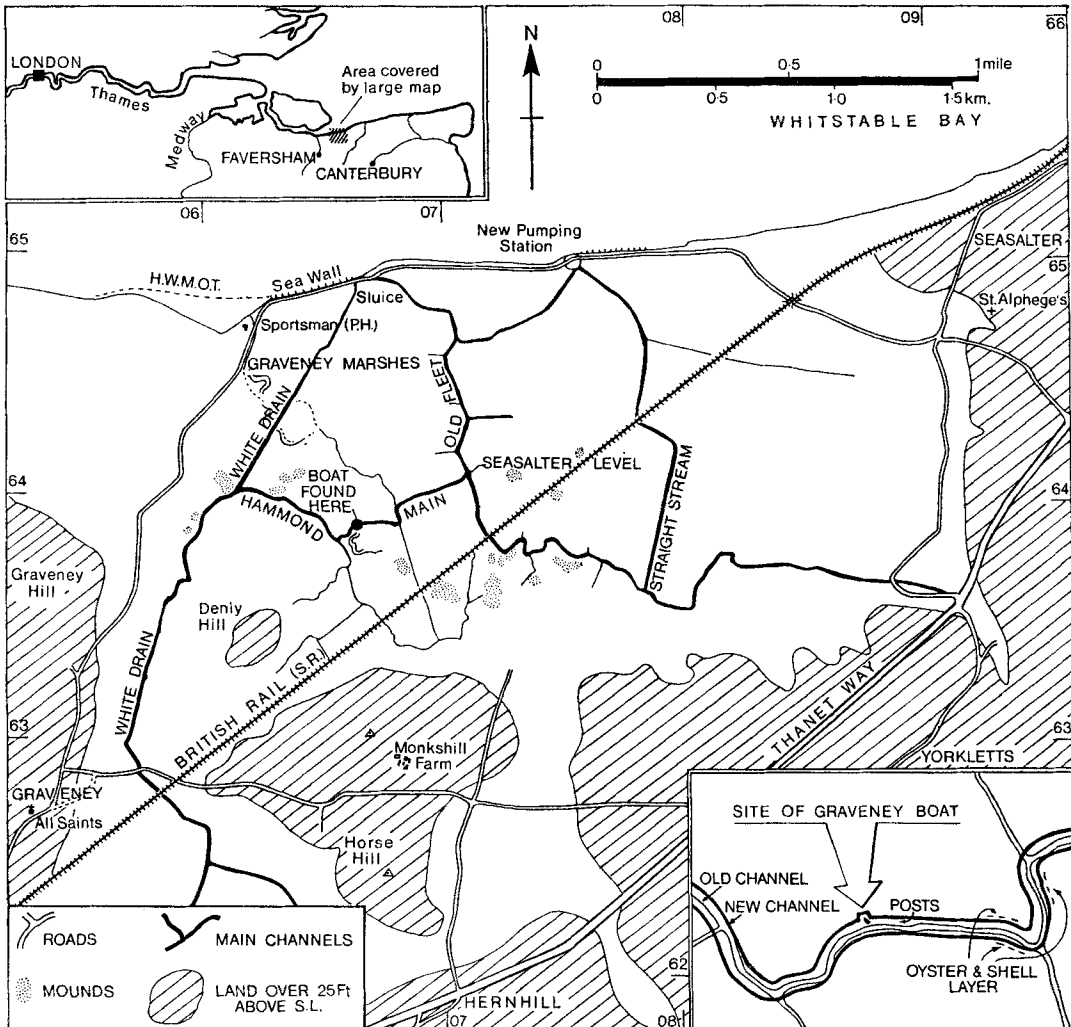 LONDON
Thames
Medway
Area covered
by large map
FAVERSHAM
CANTERBURY
N
08
09
66
0
0·5
1 mile
0
0·5
1·0
1·5 km.
WHITSTABLE BAY
06
07
65
New Pumping
Station
SEASALTER
65
H.W.M.O.T.
Sea Wall
Sluice
St. Alphege's
Sportsman (P.H.)
GRAVENEY MARSHES
OLD FLEET
WHITE DRAIN
SEASALTER LEVEL
64
BOAT
FOUND
HERE
MAIN
HAMMOND
STRAIGHT STREAM
64
Graveney
Hill
Denly
Hill
WHITE DRAIN
BRITISH RAIL (S.R.)
THANET WAY
63
63
Monkshill
Farm
YORKLETTS
GRAVENEY
All Saints
Horse
Hill
SITE OF GRAVENEY BOAT
OLD CHANNEL
NEW CHANNEL
POSTS
OYSTER & SHELL
LAYER
ROADS
MAIN CHANNELS
MOUNDS
LAND OVER 25Ft
ABOVE S.L.
62
HERNHILL
07
08